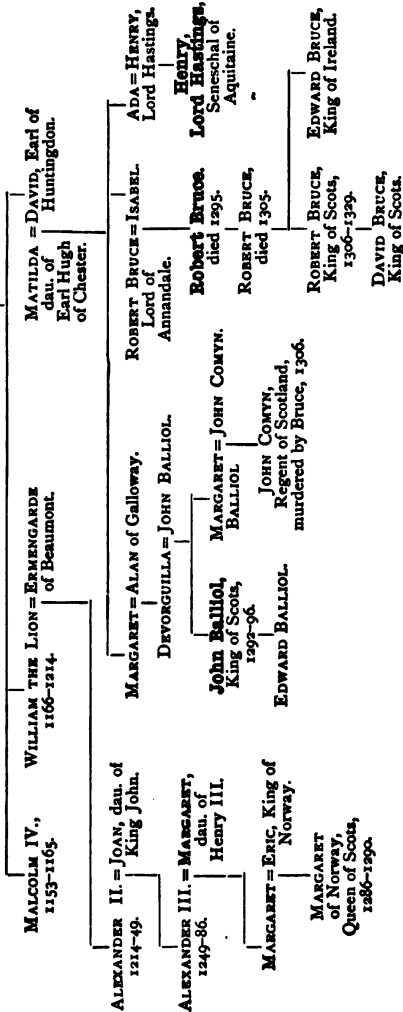 MALCOLM IV.,
1153-1165.
WILLIAM THE LION=ERMENGARDE
1166-1214. of Beaumont.
MATILDA = DAVID, Earl of
dau. of Huntingdon.
Earl Hugh
of Chester.
ALEXANDER II.=JOAN, dau. of
1214-49. King John.
MARGARET=ALAN of Galloway.
ROBERT BRUCE=ISABEL.
Lord of
Annandale.
ADA=HENRY,
Lord Hastings.
ALEXANDER III.=MARGARET,
1249-86. dau. of
Henry III.
DEVORGUILLA=JOHN BALLIOL.
Robert Bruce.
died 1295.
Henry,
Lord Hastings,
Seneschal of
Aquitaine.
MARGARET=ERIC, King of
Norway.
John Balliol,
King of Scots,
1292-96.
MARGARET=JOHN COMYN.
BALLIOL
ROBERT BRUCE,
died 1305.
MARGARET
of Norway,
Queen of Scots,
1286-1290.
EDWARD BALLIOL.
JOHN COMYN,
Regent of Scotland,
murdered by Bruce, 1306.
ROBERT BRUCE,
King of Scots,
1306-1329.
EDWARD BRUCE,
King of Ireland.
DAVID BRUCE,
King of Scots.